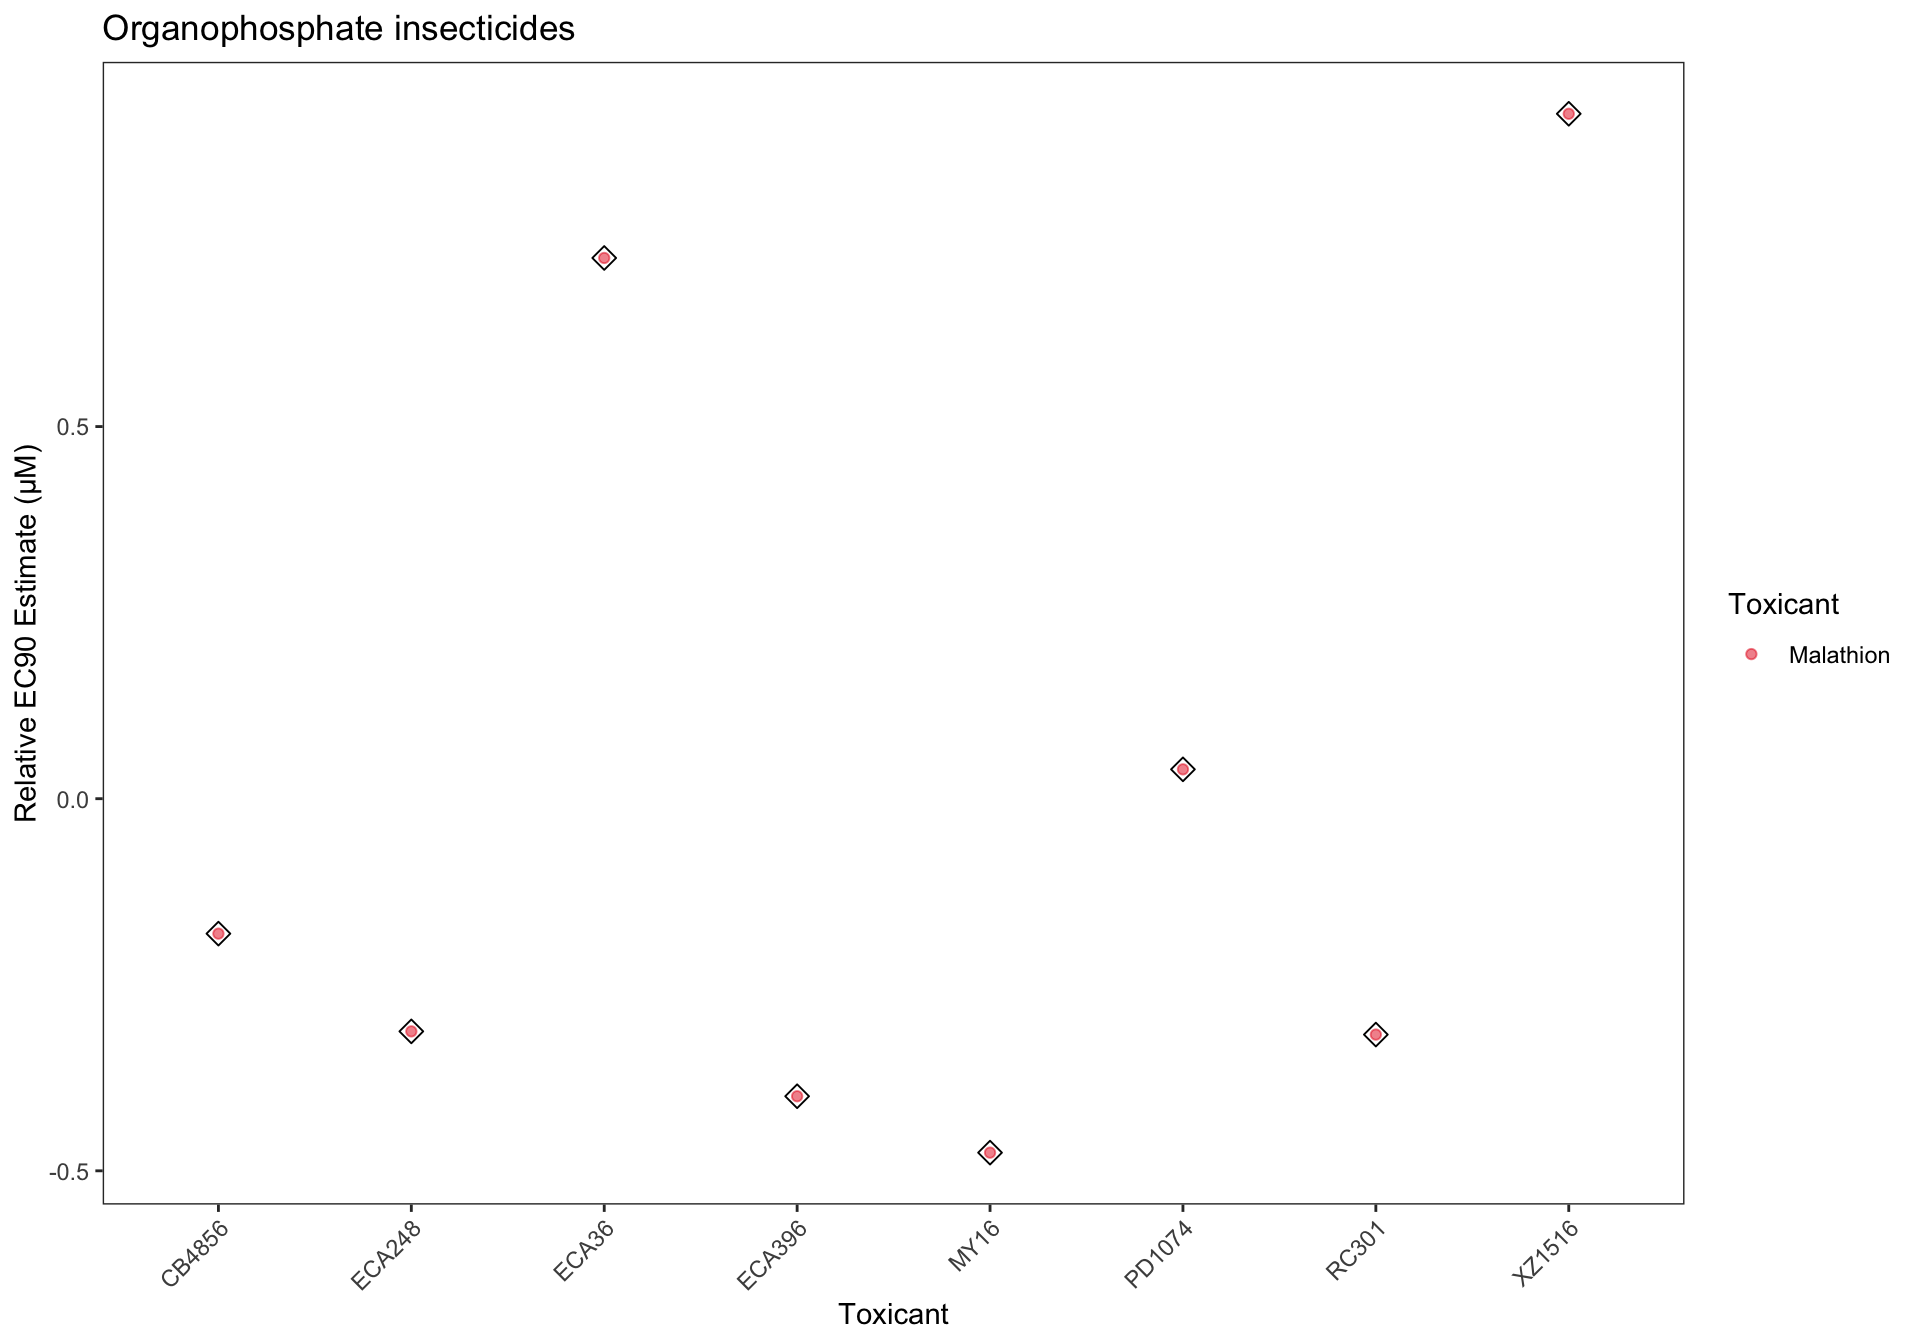 Organophosphate insecticides
Relative EC90 Estimate (µM)
0.5
0.0
-0.5
CB4856
ECA248
ECA36
ECA396
MY16
PD1074
RC301
XZ1516
Toxicant
Toxicant
Malathion